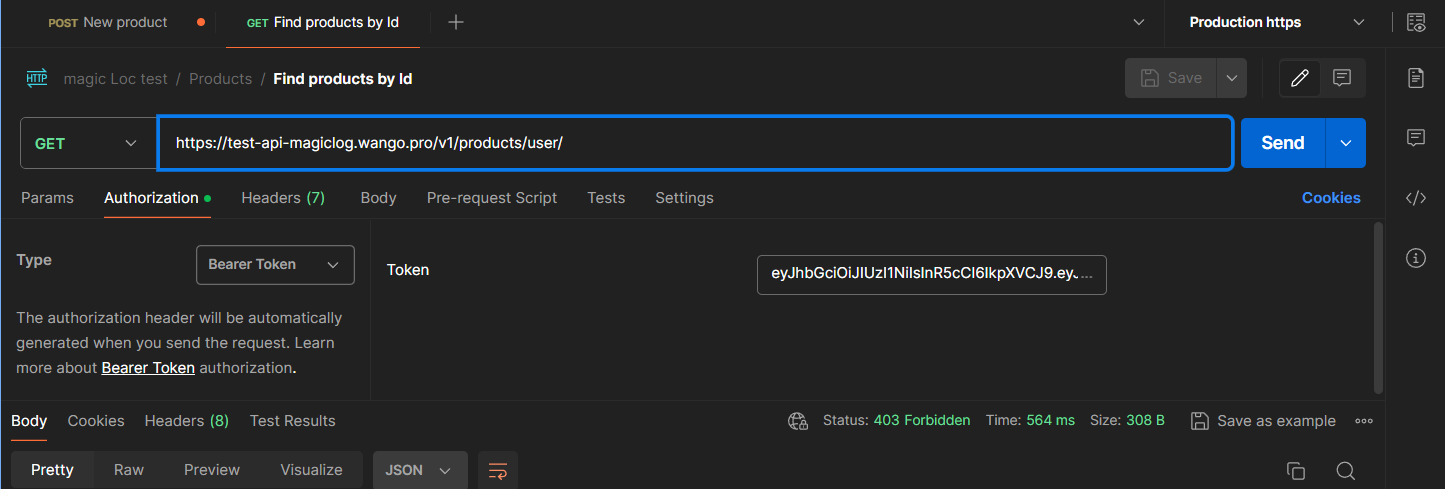 POST New product
GET Find products by Id
Production https
HTTP magic Loc test / Products / Find products by Id
Save
GET
https://test-api-magiclog.wango.pro/v1/products/user/
Send
Params Authorization Headers (7) Body Pre-request Script Tests Settings Cookies
Type
Bearer Token
Token
eyJhbGciOiJIUzI1NiIsInR5cCI6IkpXVCJ9.eyJ...
The authorization header will be automatically
generated when you send the request. Learn
more about Bearer Token authorization.
Body Cookies Headers (8) Test Results
Status: 403 Forbidden Time: 564 ms Size: 308 B
Save as example
Pretty Raw Preview Visualize JSON